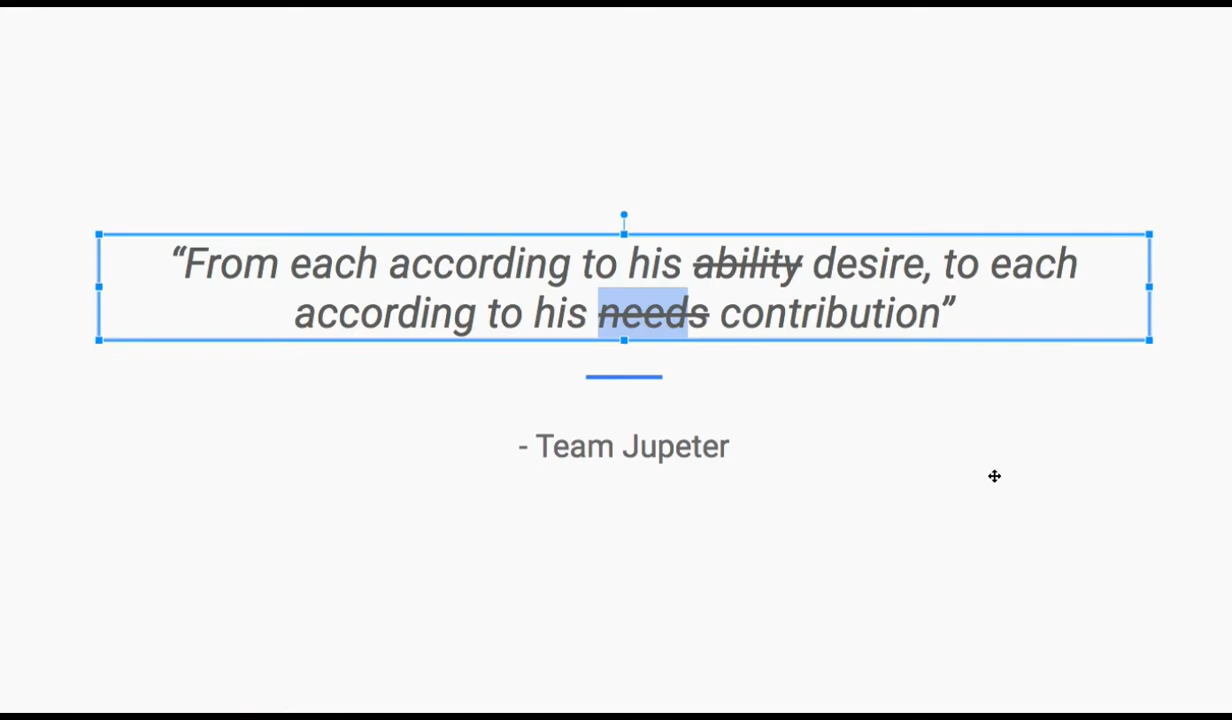 “From each according to his ability desire, to each
according to his needs contribution”
- Team Jupeter